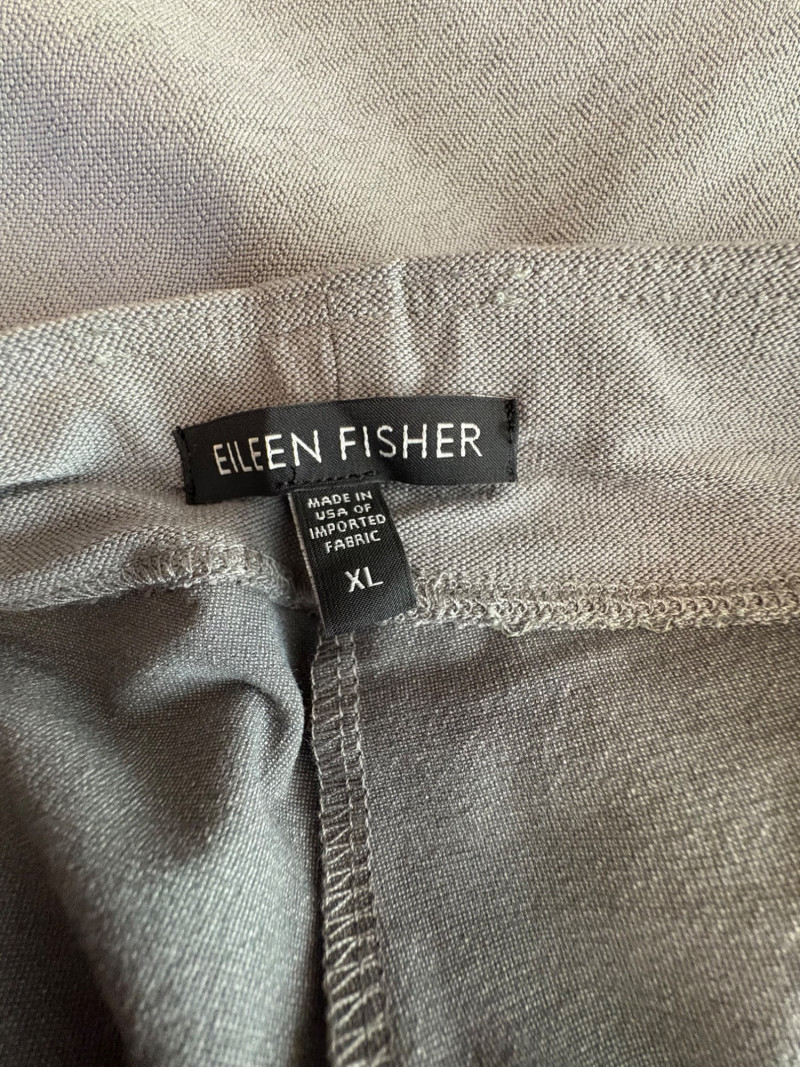 EILEEN FISHER
MADE IN
USA OF
IMPORTED
FABRIC
XL